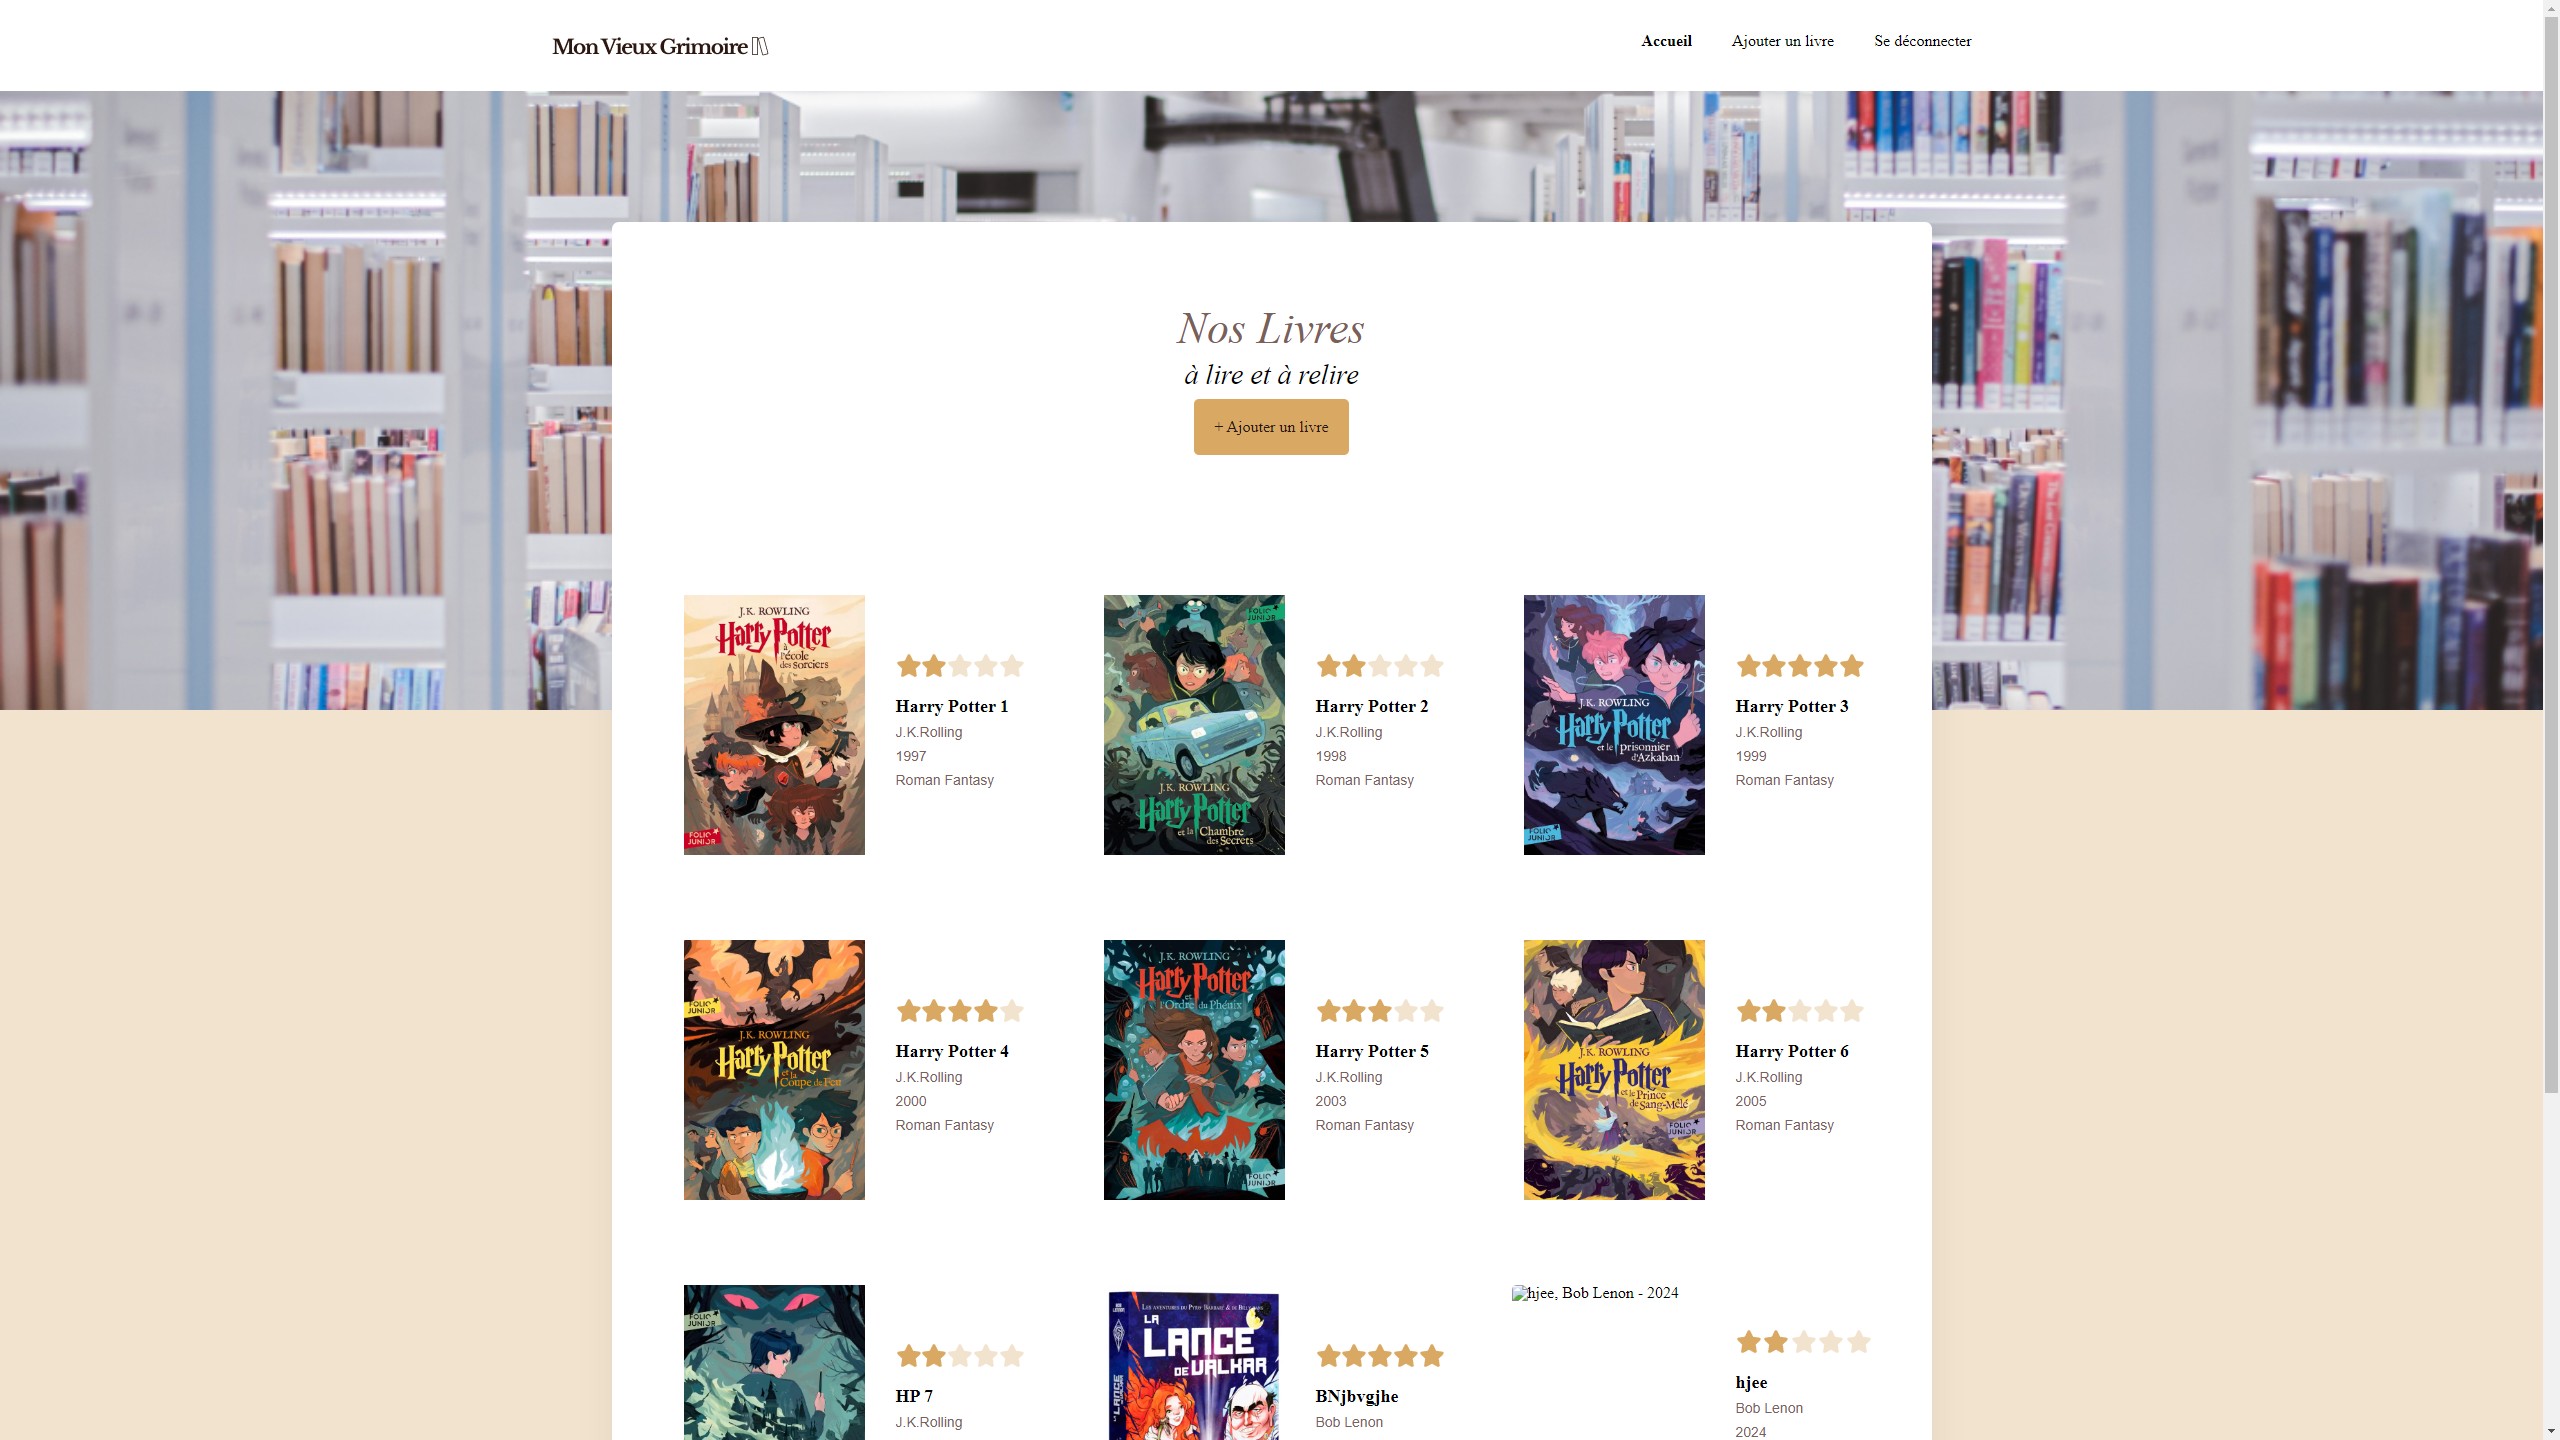 Mon Vieux Grimoire
Accueil
Ajouter un livre
Se déconnecter
Nos Livres
à lire et à relire
+ Ajouter un livre
J.K. ROWLING
Harry Potter
à
l'école
des Sorciers
FOLIO
JUNIOR
Harry Potter 1
J.K.Rolling
1997
Roman Fantasy
FOLIO
JUNIOR
J.K. ROWLING
Harry Potter
et la Chambre
des Secrets
Harry Potter 2
J.K.Rolling
1998
Roman Fantasy
J.K. ROWLING
Harry Potter
et le prisonnier
d'Azkaban
FOLIO
JUNIOR
Harry Potter 3
J.K.Rolling
1999
Roman Fantasy
FOLIO
JUNIOR
J.K. ROWLING
Harry Potter
et la
Coupe de Feu
Harry Potter 4
J.K.Rolling
2000
Roman Fantasy
J.K. ROWLING
Harry Potter
et
l'Ordre du Phénix
FOLIO
JUNIOR
Harry Potter 5
J.K.Rolling
2003
Roman Fantasy
J.K. ROWLING
Harry Potter
et le Prince
de Sang-Mêlé
FOLIO
JUNIOR
Harry Potter 6
J.K.Rolling
2005
Roman Fantasy
FOLIO
JUNIOR
HP 7
J.K.Rolling
LA
LANCE
DE VALKAR
BNjbvgjhe
Bob Lenon
hjee, Bob Lenon - 2024
hjee
Bob Lenon
2024